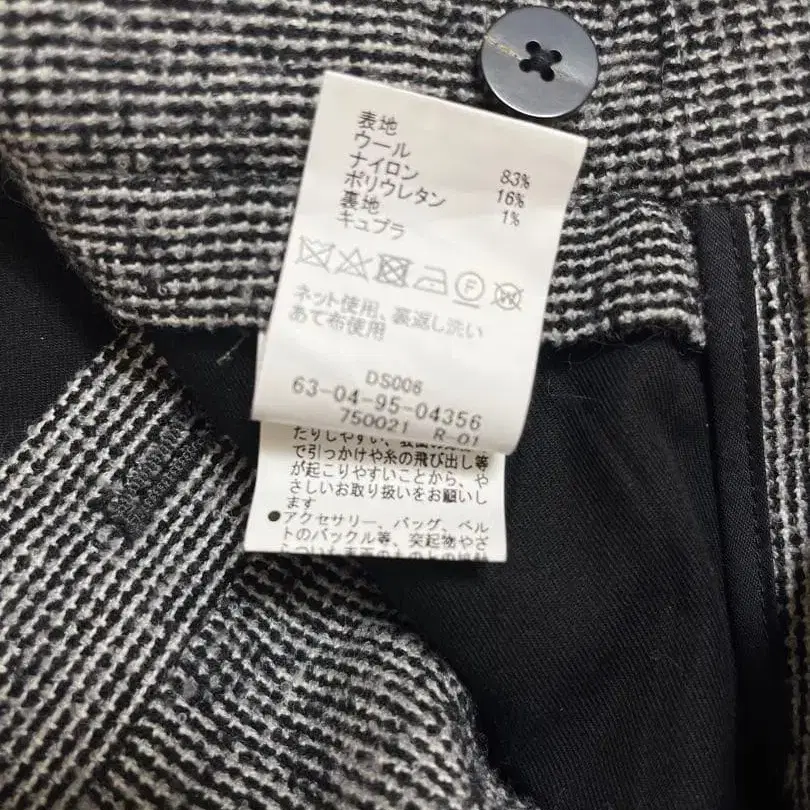 表地
ウール 83%
ナイロン 16%
ポリウレタン 1%
裏地
キュプラ
F
W
ネット使用、裏返し洗い
あて布使用
DS006
63-04-95-04356
750021 R-01
たりしやすい、
で引っかけや糸の飛び出し等
が起こりやすいことから、や
さしいお取り扱いをお願いし
ます
●アクセサリー、バッグ、ベル
トのバックル等、突起物やざ